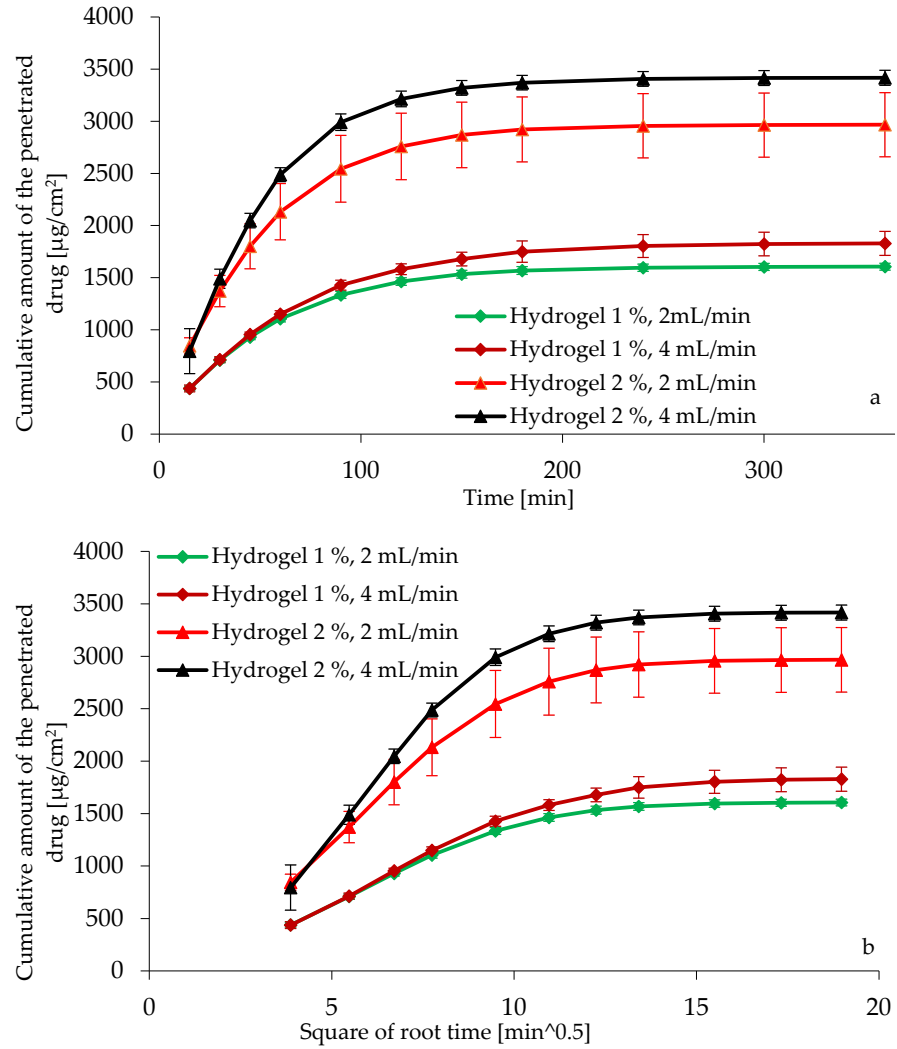 Cumulative amount of the penetrated
drug [µg/cm²]
4000
3500
3000
2500
2000
1500
1000
500
0
0
100
200
300
Time [min]
Hydrogel 1 %, 2mL/min
Hydrogel 1 %, 4 mL/min
Hydrogel 2 %, 2 mL/min
Hydrogel 2 %, 4 mL/min
a
Cumulative amount of the penetrated
drug [µg/cm²]
4000
3500
3000
2500
2000
1500
1000
500
0
0
5
10
15
20
Square of root time [min^0.5]
Hydrogel 1 %, 2 mL/min
Hydrogel 1 %, 4 mL/min
Hydrogel 2 %, 2 mL/min
Hydrogel 2 %, 4 mL/min
b